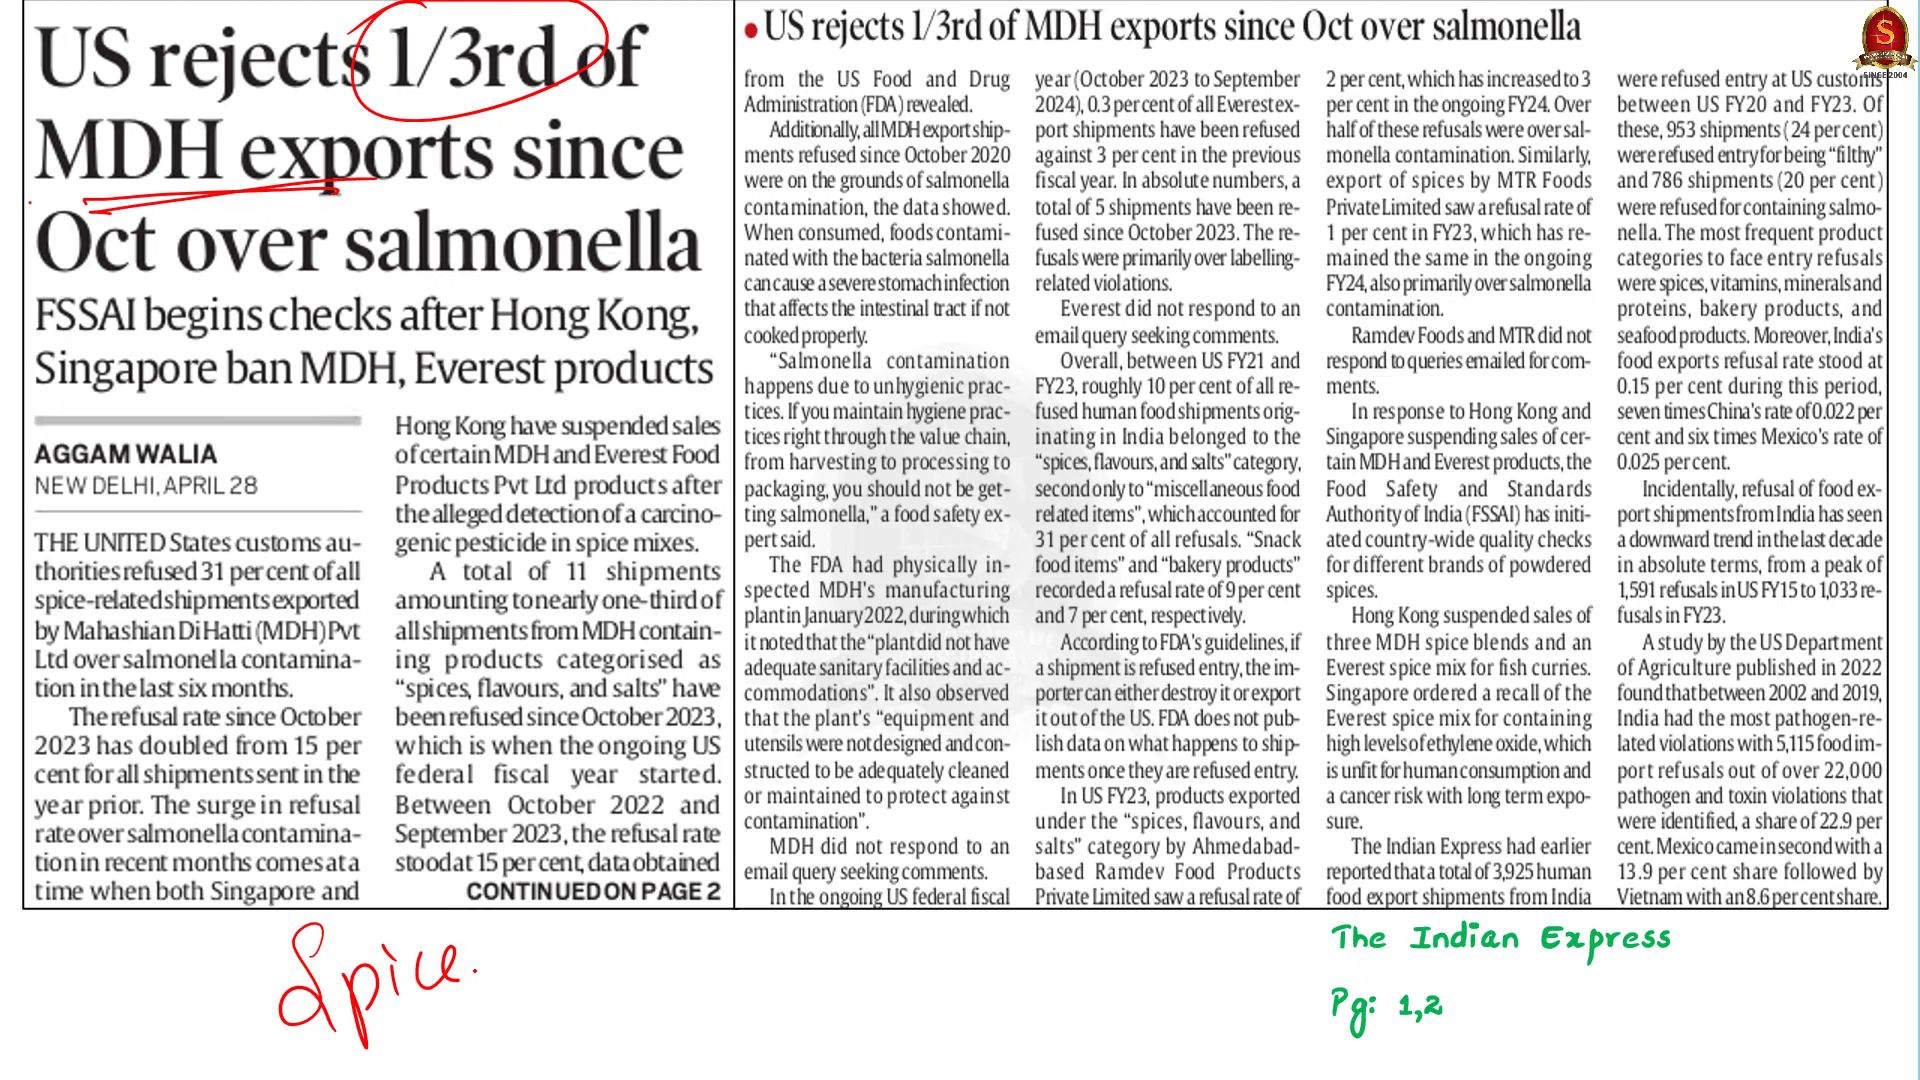 US rejects 1/3rd of
MDH exports since
Oct over salmonella
FSSAI begins checks after Hong Kong,
Singapore ban MDH, Everest products
AGGAM WALIA
NEW DELHI, APRIL 28
THE UNITED States customs au-
thorities refused 31 per cent of all
spice-related shipments exported
by Mahashian Di Hatti (MDH) Pvt
Ltd over salmonella contamina-
tion in the last six months.
The refusal rate since October
2023 has doubled from 15 per
cent for all shipments sent in the
year prior. The surge in refusal
rate over salmonella contamina-
tion in recent months comes at a
time when both Singapore and
Hong Kong have suspended sales
of certain MDH and Everest Food
Products Pvt Ltd products after
the alleged detection of a carcino-
genic pesticide in spice mixes.
A total of 11 shipments
amounting to nearly one-third of
all shipments from MDH contain-
ing products categorised as
“spices, flavours, and salts” have
been refused since October 2023,
which is when the ongoing US
federal fiscal year started.
Between October 2022 and
September 2023, the refusal rate
stood at 15 per cent, data obtained
CONTINUED ON PAGE 2
• US rejects 1/3rd of MDH exports since Oct over salmonella
from the US Food and Drug
Administration (FDA) revealed.
Additionally, all MDH export ship-
ments refused since October 2020
were on the grounds of salmonella
contamination, the data showed.
When consumed, foods contami-
nated with the bacteria salmonella
can cause a severe stomach infection
that affects the intestinal tract if not
cooked properly.
“Salmonella contamination
happens due to unhygienic prac-
tices. If you maintain hygiene prac-
tices right through the value chain,
from harvesting to processing to
packaging, you should not be get-
ting salmonella,” a food safety ex-
pert said.
The FDA had physically in-
spected MDH's manufacturing
plant in January 2022, during which
it noted that the “plant did not have
adequate sanitary facilities and ac-
commodations”. It also observed
that the plant's “equipment and
utensils were not designed and con-
structed to be adequately cleaned
or maintained to protect against
contamination”.
MDH did not respond to an
email query seeking comments.
In the ongoing US federal fiscal
year (October 2023 to September
2024), 0.3 per cent of all Everest ex-
port shipments have been refused
against 3 per cent in the previous
fiscal year. In absolute numbers, a
total of 5 shipments have been re-
fused since October 2023. The re-
fusals were primarily over labelling-
related violations.
Everest did not respond to an
email query seeking comments.
Overall, between US FY21 and
FY23, roughly 10 per cent of all re-
fused human food shipments orig-
inating in India belonged to the
“spices, flavours, and salts” category,
second only to “miscellaneous food
related items”, which accounted for
31 per cent of all refusals. “Snack
food items” and “bakery products”
recorded a refusal rate of 9 per cent
and 7 per cent, respectively.
According to FDA's guidelines, if
a shipment is refused entry, the im-
porter can either destroy it or export
it out of the US. FDA does not pub-
lish data on what happens to ship-
ments once they are refused entry.
In US FY23, products exported
under the “spices, flavours, and
salts” category by Ahmedabad-
based Ramdev Food Products
Private Limited saw a refusal rate of
2 per cent, which has increased to 3
per cent in the ongoing FY24. Over
half of these refusals were over sal-
monella contamination. Similarly,
export of spices by MTR Foods
Private Limited saw a refusal rate of
1 per cent in FY23, which has re-
mained the same in the ongoing
FY24, also primarily over salmonella
contamination.
Ramdev Foods and MTR did not
respond to queries emailed for com-
ments.
In response to Hong Kong and
Singapore suspending sales of cer-
tain MDH and Everest products, the
Food Safety and Standards
Authority of India (FSSAI) has initi-
ated country-wide quality checks
for different brands of powdered
spices.
Hong Kong suspended sales of
three MDH spice blends and an
Everest spice mix for fish curries.
Singapore ordered a recall of the
Everest spice mix for containing
high levels of ethylene oxide, which
is unfit for human consumption and
a cancer risk with long term expo-
sure.
The Indian Express had earlier
reported that a total of 3,925 human
food export shipments from India
were refused entry at US customs
between US FY20 and FY23. Of
these, 953 shipments (24 per cent)
were refused entry for being “filthy”
and 786 shipments (20 per cent)
were refused for containing salmo-
nella. The most frequent product
categories to face entry refusals
were spices, vitamins, minerals and
proteins, bakery products, and
seafood products. Moreover, India's
food exports refusal rate stood at
0.15 per cent during this period,
seven times China's rate of 0.022 per
cent and six times Mexico's rate of
0.025 per cent.
Incidentally, refusal of food ex-
port shipments from India has seen
a downward trend in the last decade
in absolute terms, from a peak of
1,591 refusals in US FY15 to 1,033 re-
fusals in FY23.
A study by the US Department
of Agriculture published in 2022
found that between 2002 and 2019,
India had the most pathogen-re-
lated violations with 5,115 food im-
port refusals out of over 22,000
pathogen and toxin violations that
were identified, a share of 22.9 per
cent. Mexico came in second with a
13.9 per cent share followed by
Vietnam with an 8.6 per cent share.
S
SINCE 2004
Spice.
The Indian Express
Pg: 1,2